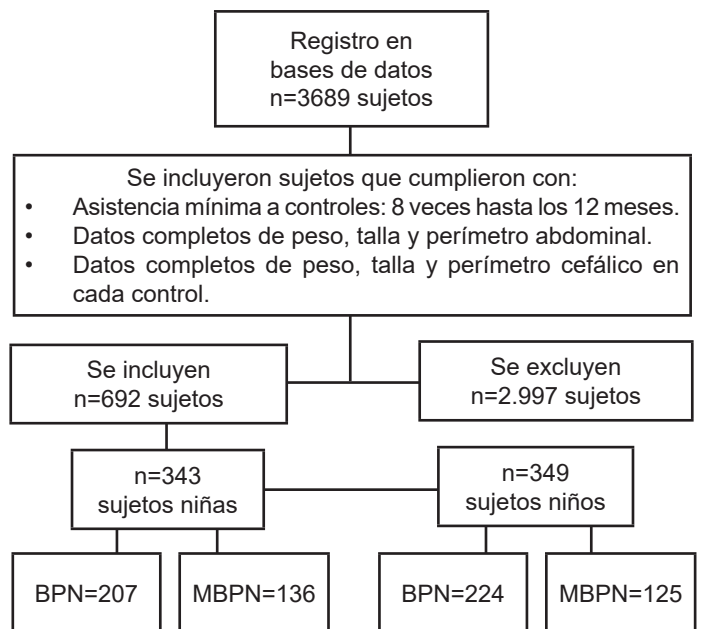 Registro en
bases de datos
n=3689 sujetos
Se incluyeron sujetos que cumplieron con:
• Asistencia mínima a controles: 8 veces hasta los 12 meses.
• Datos completos de peso, talla y perímetro abdominal.
• Datos completos de peso, talla y perímetro cefálico en
cada control.
Se incluyen
n=692 sujetos
Se excluyen
n=2.997 sujetos
n=343
sujetos niñas
n=349
sujetos niños
BPN=207
MBPN=136
BPN=224
MBPN=125